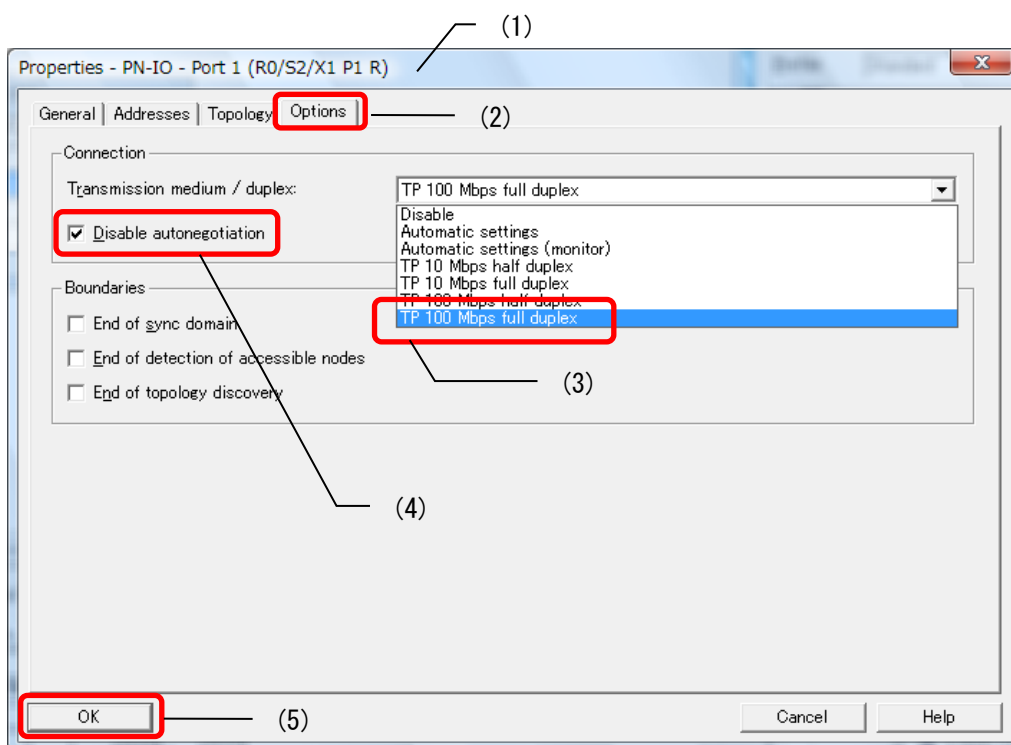 (1)
Properties - PN-IO - Port 1 (R0/S2/X1 P1 R)
General Addresses Topology Options
(2)
Connection
Transmission medium / duplex:
TP 100 Mbps full duplex
Disable autonegotiation
Disable
Automatic settings
Automatic settings (monitor)
TP 10 Mbps half duplex
TP 10 Mbps full duplex
TP 100 Mbps half duplex
TP 100 Mbps full duplex
Boundaries
End of sync domain
End of detection of accessible nodes
End of topology discovery
(3)
(4)
OK
(5)
Cancel
Help